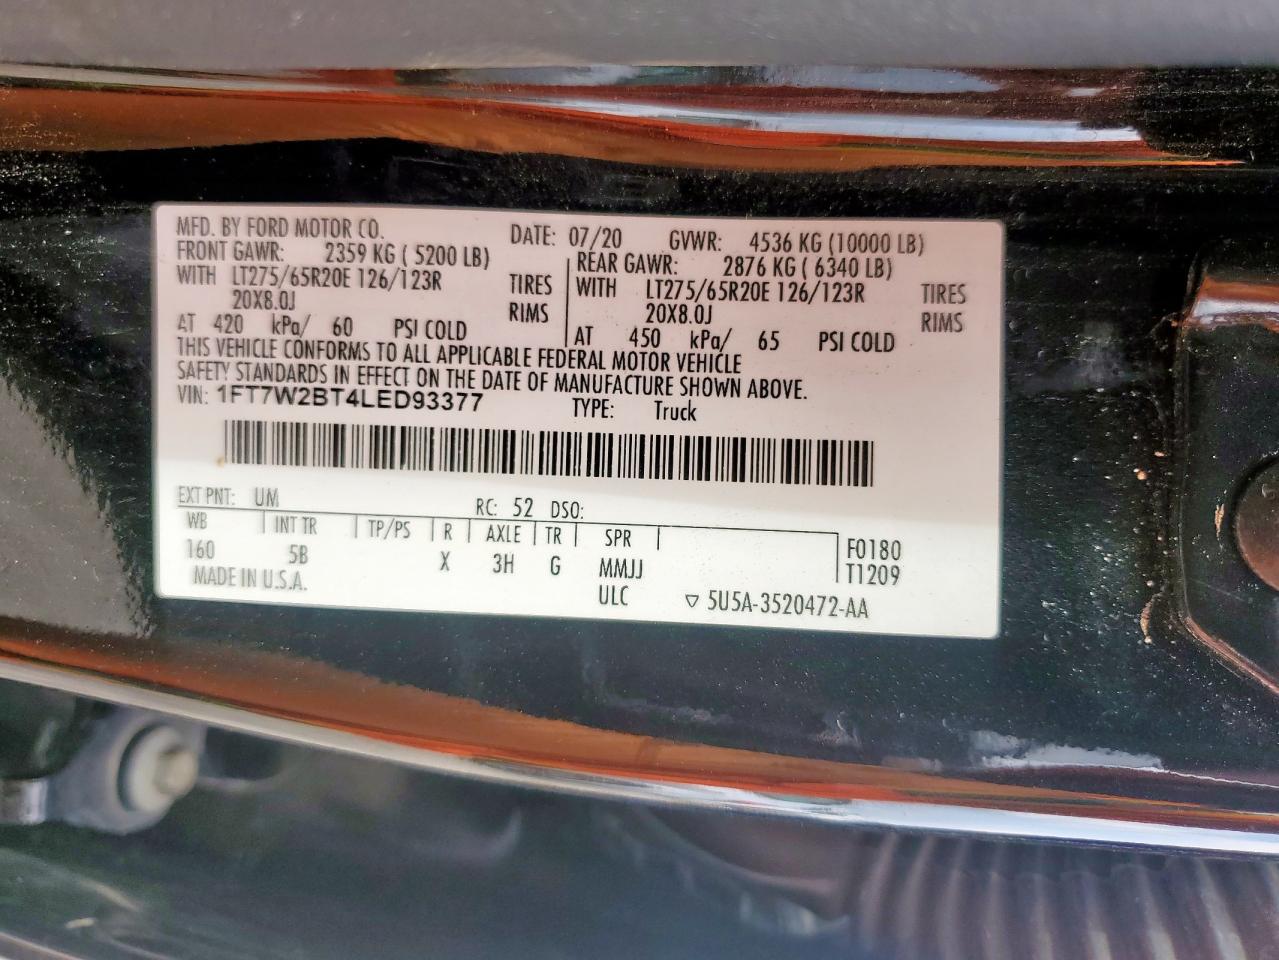 MFD. BY FORD MOTOR CO. DATE: 07/20 GVWR: 4536 KG (10000 LB)
FRONT GAWR: 2359 KG ( 5200 LB) REAR GAWR: 2876 KG ( 6340 LB)
WITH LT275/65R20E 126/123R TIRES WITH LT275/65R20E 126/123R TIRES
20X8.0J RIMS 20X8.0J RIMS
AT 420 kPa/ 60 PSI COLD AT 450 kPa/ 65 PSI COLD
THIS VEHICLE CONFORMS TO ALL APPLICABLE FEDERAL MOTOR VEHICLE
SAFETY STANDARDS IN EFFECT ON THE DATE OF MANUFACTURE SHOWN ABOVE.
VIN: 1FT7W2BT4LED93377 TYPE: Truck
EXT PNT: UM RC: 52 DSO:
WB INT TR TP/PS R AXLE TR SPR F0180
160 5B X 3H G MMJJ T1209
MADE IN U.S.A. ULC ▽ 5U5A-3520472-AA